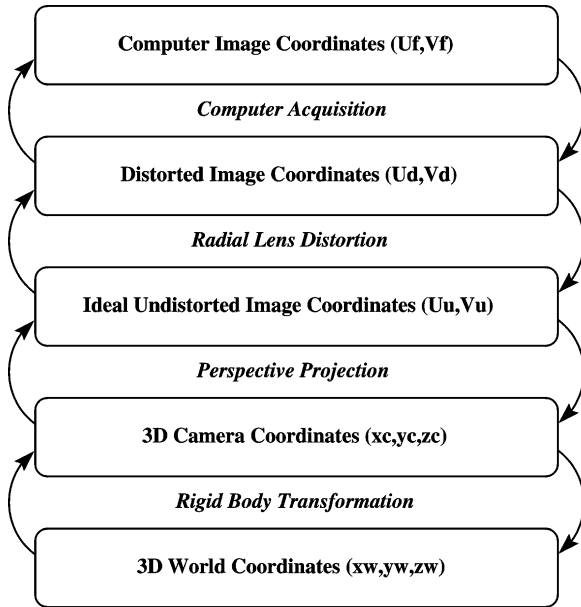 Computer Image Coordinates (Uf,Vf)
Computer Acquisition
Distorted Image Coordinates (Ud,Vd)
Radial Lens Distortion
Ideal Undistorted Image Coordinates (Uu,Vu)
Perspective Projection
3D Camera Coordinates (xc,yc,zc)
Rigid Body Transformation
3D World Coordinates (xw,yw,zw)